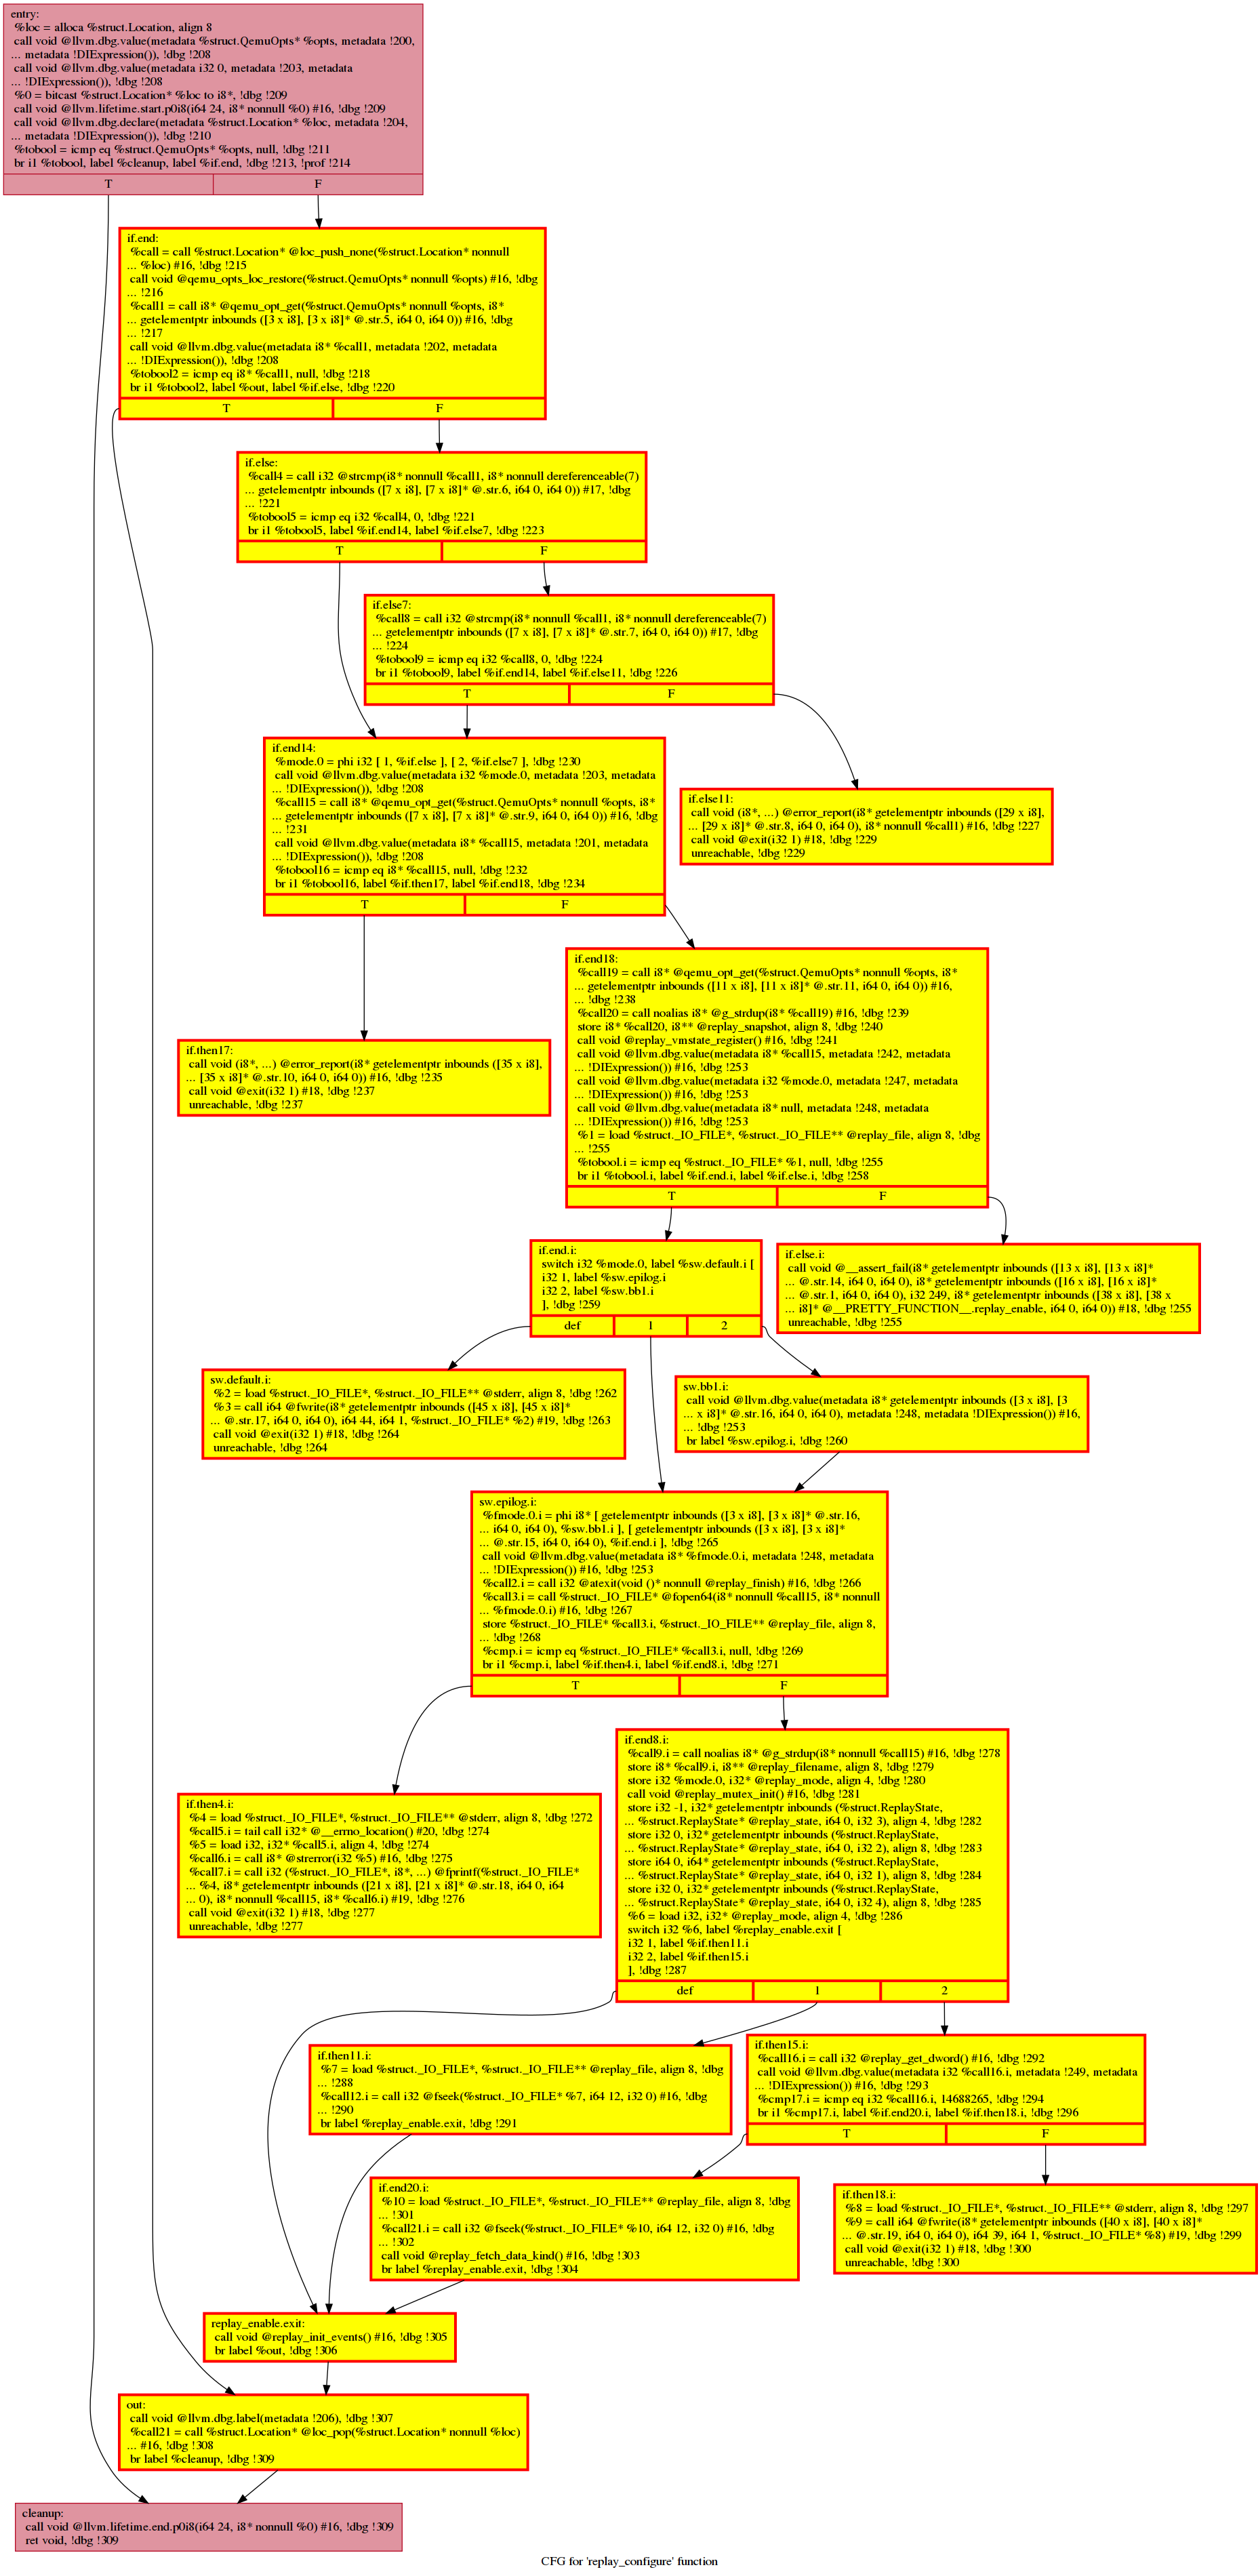 entry:
%loc = alloca %struct.Location, align 8
call void @llvm.dbg.value(metadata %struct.QemuOpts* %opts, metadata !200,
... metadata !DIExpression()), !dbg !208
call void @llvm.dbg.value(metadata i32 0, metadata !203, metadata
... !DIExpression()), !dbg !208
%0 = bitcast %struct.Location* %loc to i8*, !dbg !209
call void @llvm.lifetime.start.p0i8(i64 24, i8* nonnull %0) #16, !dbg !209
call void @llvm.dbg.declare(metadata %struct.Location* %loc, metadata !204,
... metadata !DIExpression()), !dbg !210
%tobool = icmp eq %struct.QemuOpts* %opts, null, !dbg !211
br i1 %tobool, label %cleanup, label %if.end, !dbg !213, !prof !214
T F
if.end:
%call = call %struct.Location* @loc_push_none(%struct.Location* nonnull
... %loc) #16, !dbg !215
call void @qemu_opts_loc_restore(%struct.QemuOpts* nonnull %opts) #16, !dbg
... !216
%call1 = call i8* @qemu_opt_get(%struct.QemuOpts* nonnull %opts, i8*
... getelementptr inbounds ([3 x i8], [3 x i8]* @.str.5, i64 0, i64 0)) #16, !dbg
... !217
call void @llvm.dbg.value(metadata i8* %call1, metadata !202, metadata
... !DIExpression()), !dbg !208
%tobool2 = icmp eq i8* %call1, null, !dbg !218
br i1 %tobool2, label %out, label %if.else, !dbg !220
T F
if.else:
%call4 = call i32 @strcmp(i8* nonnull %call1, i8* nonnull dereferenceable(7)
... getelementptr inbounds ([7 x i8], [7 x i8]* @.str.6, i64 0, i64 0)) #17, !dbg
... !221
%tobool5 = icmp eq i32 %call4, 0, !dbg !221
br i1 %tobool5, label %if.end14, label %if.else7, !dbg !223
T F
if.else7:
%call8 = call i32 @strcmp(i8* nonnull %call1, i8* nonnull dereferenceable(7)
... getelementptr inbounds ([7 x i8], [7 x i8]* @.str.7, i64 0, i64 0)) #17, !dbg
... !224
%tobool9 = icmp eq i32 %call8, 0, !dbg !224
br i1 %tobool9, label %if.end14, label %if.else11, !dbg !226
T F
if.end14:
%mode.0 = phi i32 [ 1, %if.else ], [ 2, %if.else7 ], !dbg !230
call void @llvm.dbg.value(metadata i32 %mode.0, metadata !203, metadata
... !DIExpression()), !dbg !208
%call15 = call i8* @qemu_opt_get(%struct.QemuOpts* nonnull %opts, i8*
... getelementptr inbounds ([7 x i8], [7 x i8]* @.str.9, i64 0, i64 0)) #16, !dbg
... !231
call void @llvm.dbg.value(metadata i8* %call15, metadata !201, metadata
... !DIExpression()), !dbg !208
%tobool16 = icmp eq i8* %call15, null, !dbg !232
br i1 %tobool16, label %if.then17, label %if.end18, !dbg !234
T F
if.else11:
call void (i8*, ...) @error_report(i8* getelementptr inbounds ([29 x i8],
... [29 x i8]* @.str.8, i64 0, i64 0), i8* nonnull %call1) #16, !dbg !227
call void @exit(i32 1) #18, !dbg !229
unreachable, !dbg !229
if.end18:
%call19 = call i8* @qemu_opt_get(%struct.QemuOpts* nonnull %opts, i8*
... getelementptr inbounds ([11 x i8], [11 x i8]* @.str.11, i64 0, i64 0)) #16,
... !dbg !238
%call20 = call noalias i8* @g_strdup(i8* %call19) #16, !dbg !239
store i8* %call20, i8** @replay_snapshot, align 8, !dbg !240
call void @replay_vmstate_register() #16, !dbg !241
call void @llvm.dbg.value(metadata i8* %call15, metadata !242, metadata
... !DIExpression()) #16, !dbg !253
call void @llvm.dbg.value(metadata i32 %mode.0, metadata !247, metadata
... !DIExpression()) #16, !dbg !253
call void @llvm.dbg.value(metadata i8* null, metadata !248, metadata
... !DIExpression()) #16, !dbg !253
%1 = load %struct._IO_FILE*, %struct._IO_FILE** @replay_file, align 8, !dbg
... !255
%tobool.i = icmp eq %struct._IO_FILE* %1, null, !dbg !255
br i1 %tobool.i, label %if.end.i, label %if.else.i, !dbg !258
T F
if.then17:
call void (i8*, ...) @error_report(i8* getelementptr inbounds ([35 x i8],
... [35 x i8]* @.str.10, i64 0, i64 0)) #16, !dbg !235
call void @exit(i32 1) #18, !dbg !237
unreachable, !dbg !237
if.end.i:
switch i32 %mode.0, label %sw.default.i [
i32 1, label %sw.epilog.i
i32 2, label %sw.bb1.i
], !dbg !259
def 1 2
if.else.i:
call void @__assert_fail(i8* getelementptr inbounds ([13 x i8], [13 x i8]*
... @.str.14, i64 0, i64 0), i8* getelementptr inbounds ([16 x i8], [16 x i8]*
... @.str.1, i64 0, i64 0), i32 249, i8* getelementptr inbounds ([38 x i8], [38 x
... i8]* @__PRETTY_FUNCTION__.replay_enable, i64 0, i64 0)) #18, !dbg !255
unreachable, !dbg !255
sw.default.i:
%2 = load %struct._IO_FILE*, %struct._IO_FILE** @stderr, align 8, !dbg !262
%3 = call i64 @fwrite(i8* getelementptr inbounds ([45 x i8], [45 x i8]*
... @.str.17, i64 0, i64 0), i64 44, i64 1, %struct._IO_FILE* %2) #19, !dbg !263
call void @exit(i32 1) #18, !dbg !264
unreachable, !dbg !264
sw.bb1.i:
call void @llvm.dbg.value(metadata i8* getelementptr inbounds ([3 x i8], [3
... x i8]* @.str.16, i64 0, i64 0), metadata !248, metadata !DIExpression()) #16,
... !dbg !253
br label %sw.epilog.i, !dbg !260
sw.epilog.i:
%fmode.0.i = phi i8* [ getelementptr inbounds ([3 x i8], [3 x i8]* @.str.16,
... i64 0, i64 0), %sw.bb1.i ], [ getelementptr inbounds ([3 x i8], [3 x i8]*
... @.str.15, i64 0, i64 0), %if.end.i ], !dbg !265
call void @llvm.dbg.value(metadata i8* %fmode.0.i, metadata !248, metadata
... !DIExpression()) #16, !dbg !253
%call2.i = call i32 @atexit(void ()* nonnull @replay_finish) #16, !dbg !266
%call3.i = call %struct._IO_FILE* @fopen64(i8* nonnull %call15, i8* nonnull
... %fmode.0.i) #16, !dbg !267
store %struct._IO_FILE* %call3.i, %struct._IO_FILE** @replay_file, align 8,
... !dbg !268
%cmp.i = icmp eq %struct._IO_FILE* %call3.i, null, !dbg !269
br i1 %cmp.i, label %if.then4.i, label %if.end8.i, !dbg !271
T F
if.end8.i:
%call9.i = call noalias i8* @g_strdup(i8* nonnull %call15) #16, !dbg !278
store i8* %call9.i, i8** @replay_filename, align 8, !dbg !279
store i32 %mode.0, i32* @replay_mode, align 4, !dbg !280
call void @replay_mutex_init() #16, !dbg !281
store i32 -1, i32* getelementptr inbounds (%struct.ReplayState,
... %struct.ReplayState* @replay_state, i64 0, i32 3), align 4, !dbg !282
store i32 0, i32* getelementptr inbounds (%struct.ReplayState,
... %struct.ReplayState* @replay_state, i64 0, i32 2), align 8, !dbg !283
store i64 0, i64* getelementptr inbounds (%struct.ReplayState,
... %struct.ReplayState* @replay_state, i64 0, i32 1), align 8, !dbg !284
store i32 0, i32* getelementptr inbounds (%struct.ReplayState,
... %struct.ReplayState* @replay_state, i64 0, i32 4), align 8, !dbg !285
%6 = load i32, i32* @replay_mode, align 4, !dbg !286
switch i32 %6, label %replay_enable.exit [
i32 1, label %if.then11.i
i32 2, label %if.then15.i
], !dbg !287
def 1 2
if.then4.i:
%4 = load %struct._IO_FILE*, %struct._IO_FILE** @stderr, align 8, !dbg !272
%call5.i = tail call i32* @__errno_location() #20, !dbg !274
%5 = load i32, i32* %call5.i, align 4, !dbg !274
%call6.i = call i8* @strerror(i32 %5) #16, !dbg !275
%call7.i = call i32 (%struct._IO_FILE*, i8*, ...) @fprintf(%struct._IO_FILE*
... %4, i8* getelementptr inbounds ([21 x i8], [21 x i8]* @.str.18, i64 0, i64
... 0), i8* nonnull %call15, i8* %call6.i) #19, !dbg !276
call void @exit(i32 1) #18, !dbg !277
unreachable, !dbg !277
if.then11.i:
%7 = load %struct._IO_FILE*, %struct._IO_FILE** @replay_file, align 8, !dbg
... !288
%call12.i = call i32 @fseek(%struct._IO_FILE* %7, i64 12, i32 0) #16, !dbg
... !290
br label %replay_enable.exit, !dbg !291
if.then15.i:
%call16.i = call i32 @replay_get_dword() #16, !dbg !292
call void @llvm.dbg.value(metadata i32 %call16.i, metadata !249, metadata
... !DIExpression()) #16, !dbg !293
%cmp17.i = icmp eq i32 %call16.i, 14688265, !dbg !294
br i1 %cmp17.i, label %if.end20.i, label %if.then18.i, !dbg !296
T F
if.end20.i:
%10 = load %struct._IO_FILE*, %struct._IO_FILE** @replay_file, align 8, !dbg
... !301
%call21.i = call i32 @fseek(%struct._IO_FILE* %10, i64 12, i32 0) #16, !dbg
... !302
call void @replay_fetch_data_kind() #16, !dbg !303
br label %replay_enable.exit, !dbg !304
if.then18.i:
%8 = load %struct._IO_FILE*, %struct._IO_FILE** @stderr, align 8, !dbg !297
%9 = call i64 @fwrite(i8* getelementptr inbounds ([40 x i8], [40 x i8]*
... @.str.19, i64 0, i64 0), i64 39, i64 1, %struct._IO_FILE* %8) #19, !dbg !299
call void @exit(i32 1) #18, !dbg !300
unreachable, !dbg !300
replay_enable.exit:
call void @replay_init_events() #16, !dbg !305
br label %out, !dbg !306
out:
call void @llvm.dbg.label(metadata !206), !dbg !307
%call21 = call %struct.Location* @loc_pop(%struct.Location* nonnull %loc)
... #16, !dbg !308
br label %cleanup, !dbg !309
cleanup:
call void @llvm.lifetime.end.p0i8(i64 24, i8* nonnull %0) #16, !dbg !309
ret void, !dbg !309
CFG for 'replay_configure' function